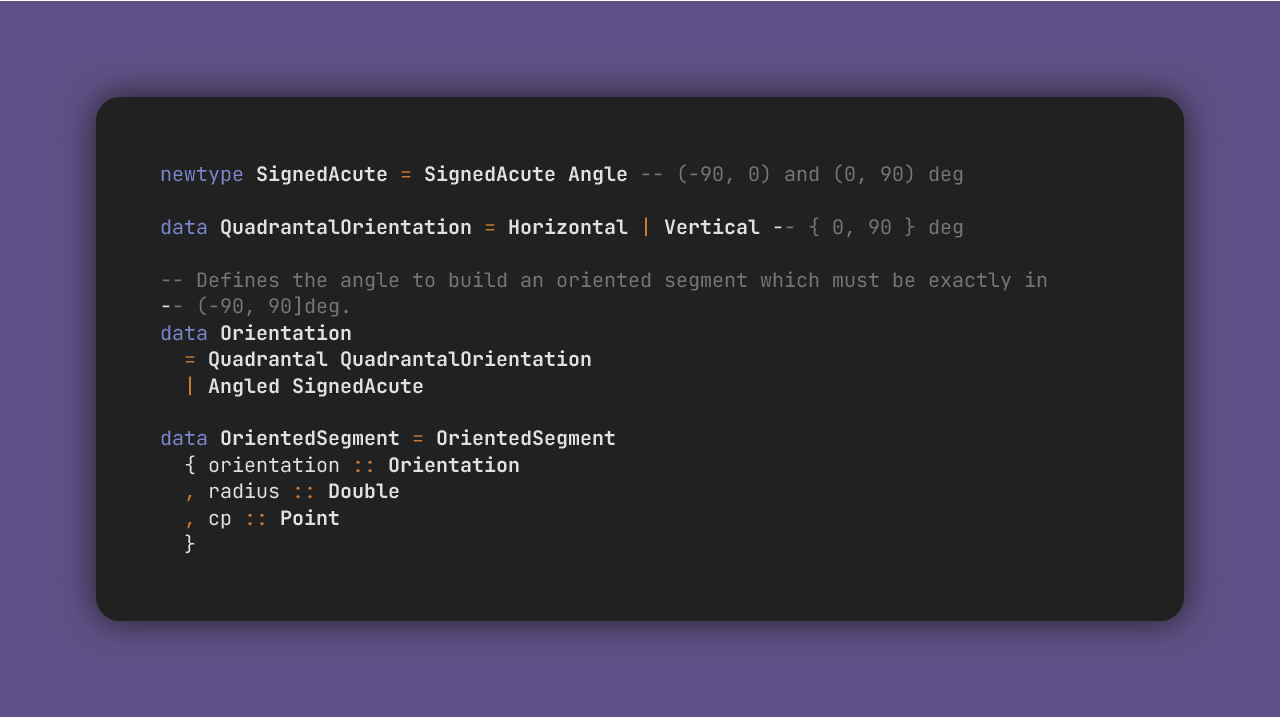 newtype SignedAcute = SignedAcute Angle -- (-90, 0) and (0, 90) deg
data QuadrantalOrientation = Horizontal | Vertical -- { 0, 90 } deg
-- Defines the angle to build an oriented segment which must be exactly in
-- (-90, 90]deg.
data Orientation
  = Quadrantal QuadrantalOrientation
  | Angled SignedAcute
data OrientedSegment = OrientedSegment
  { orientation :: Orientation
  , radius :: Double
  , cp :: Point
  }